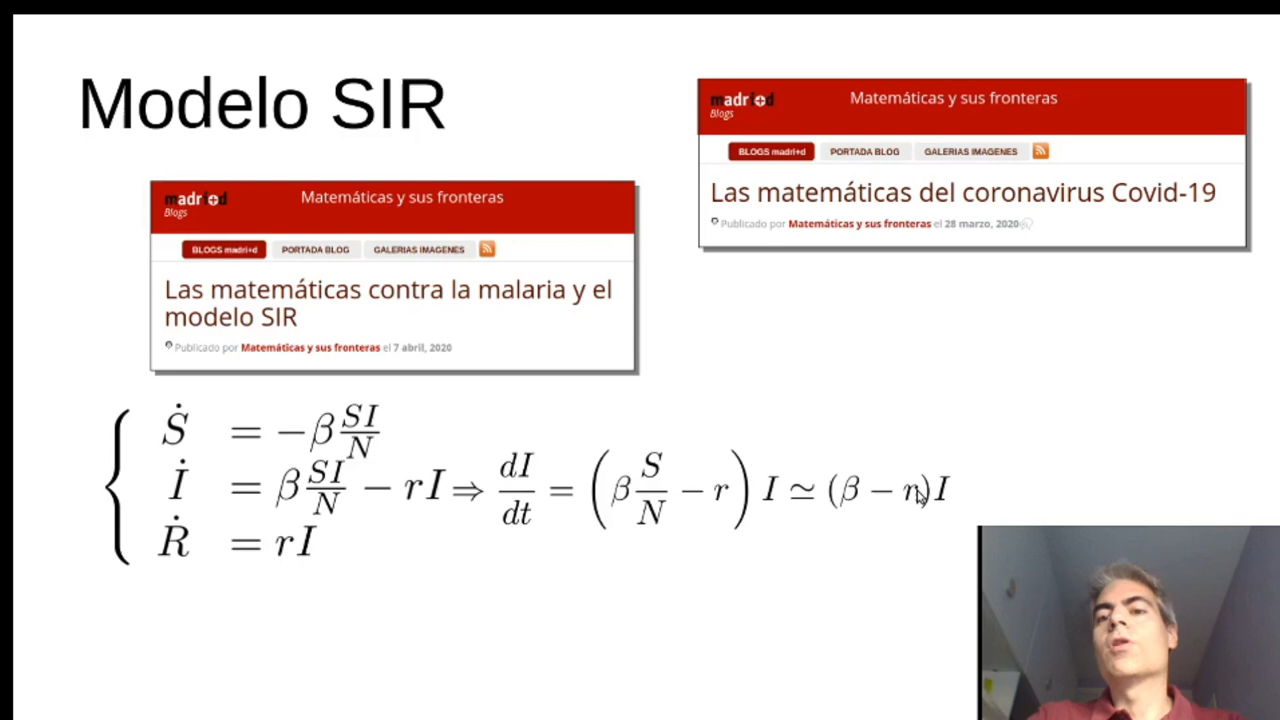 Modelo SIR
madri+d
Blogs
Matemáticas y sus fronteras
BLOGS madri+d
PORTADA BLOG
GALERIAS IMAGENES
Las matemáticas del coronavirus Covid-19
Publicado por Matemáticas y sus fronteras el 28 marzo, 2020
madri+d
Blogs
Matemáticas y sus fronteras
BLOGS madri+d
PORTADA BLOG
GALERIAS IMAGENES
Las matemáticas contra la malaria y el
modelo SIR
Publicado por Matemáticas y sus fronteras el 7 abril, 2020
Ṡ = −β SI/N
İ = β SI/N − rI ⇒ dI/dt = (β S/N − r) I ≃ (β − r)I
Ṙ = rI